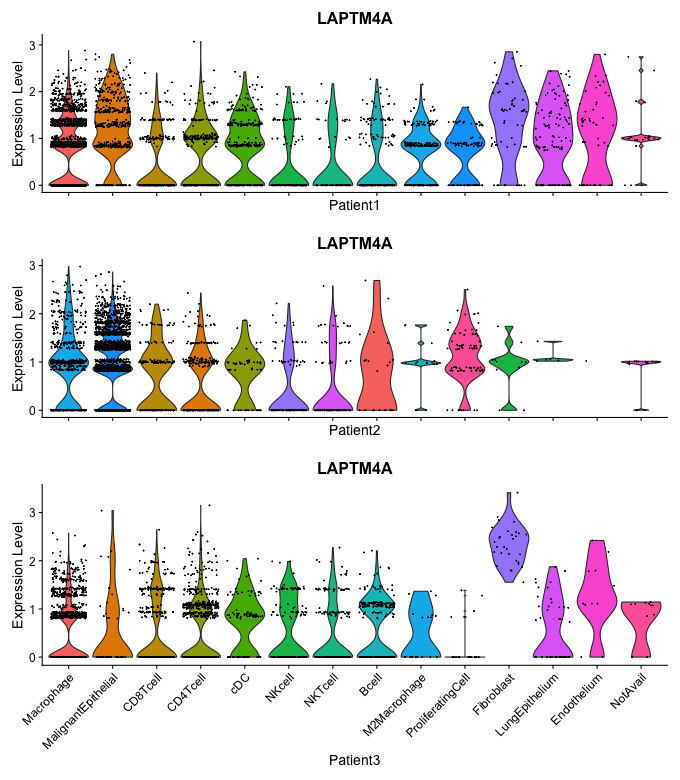 LAPTM4A
3
2
1
0
Expression Level
Patient1
LAPTM4A
3
2
1
0
Expression Level
Patient2
LAPTM4A
3
2
1
0
Expression Level
Macrophage
MalignantEpithelial
CD8Tcell
CD4Tcell
cDC
NKcell
NKTcell
Bcell
M2Macrophage
ProliferatingCell
Fibroblast
LungEpithelium
Endothelium
NotAvail
Patient3